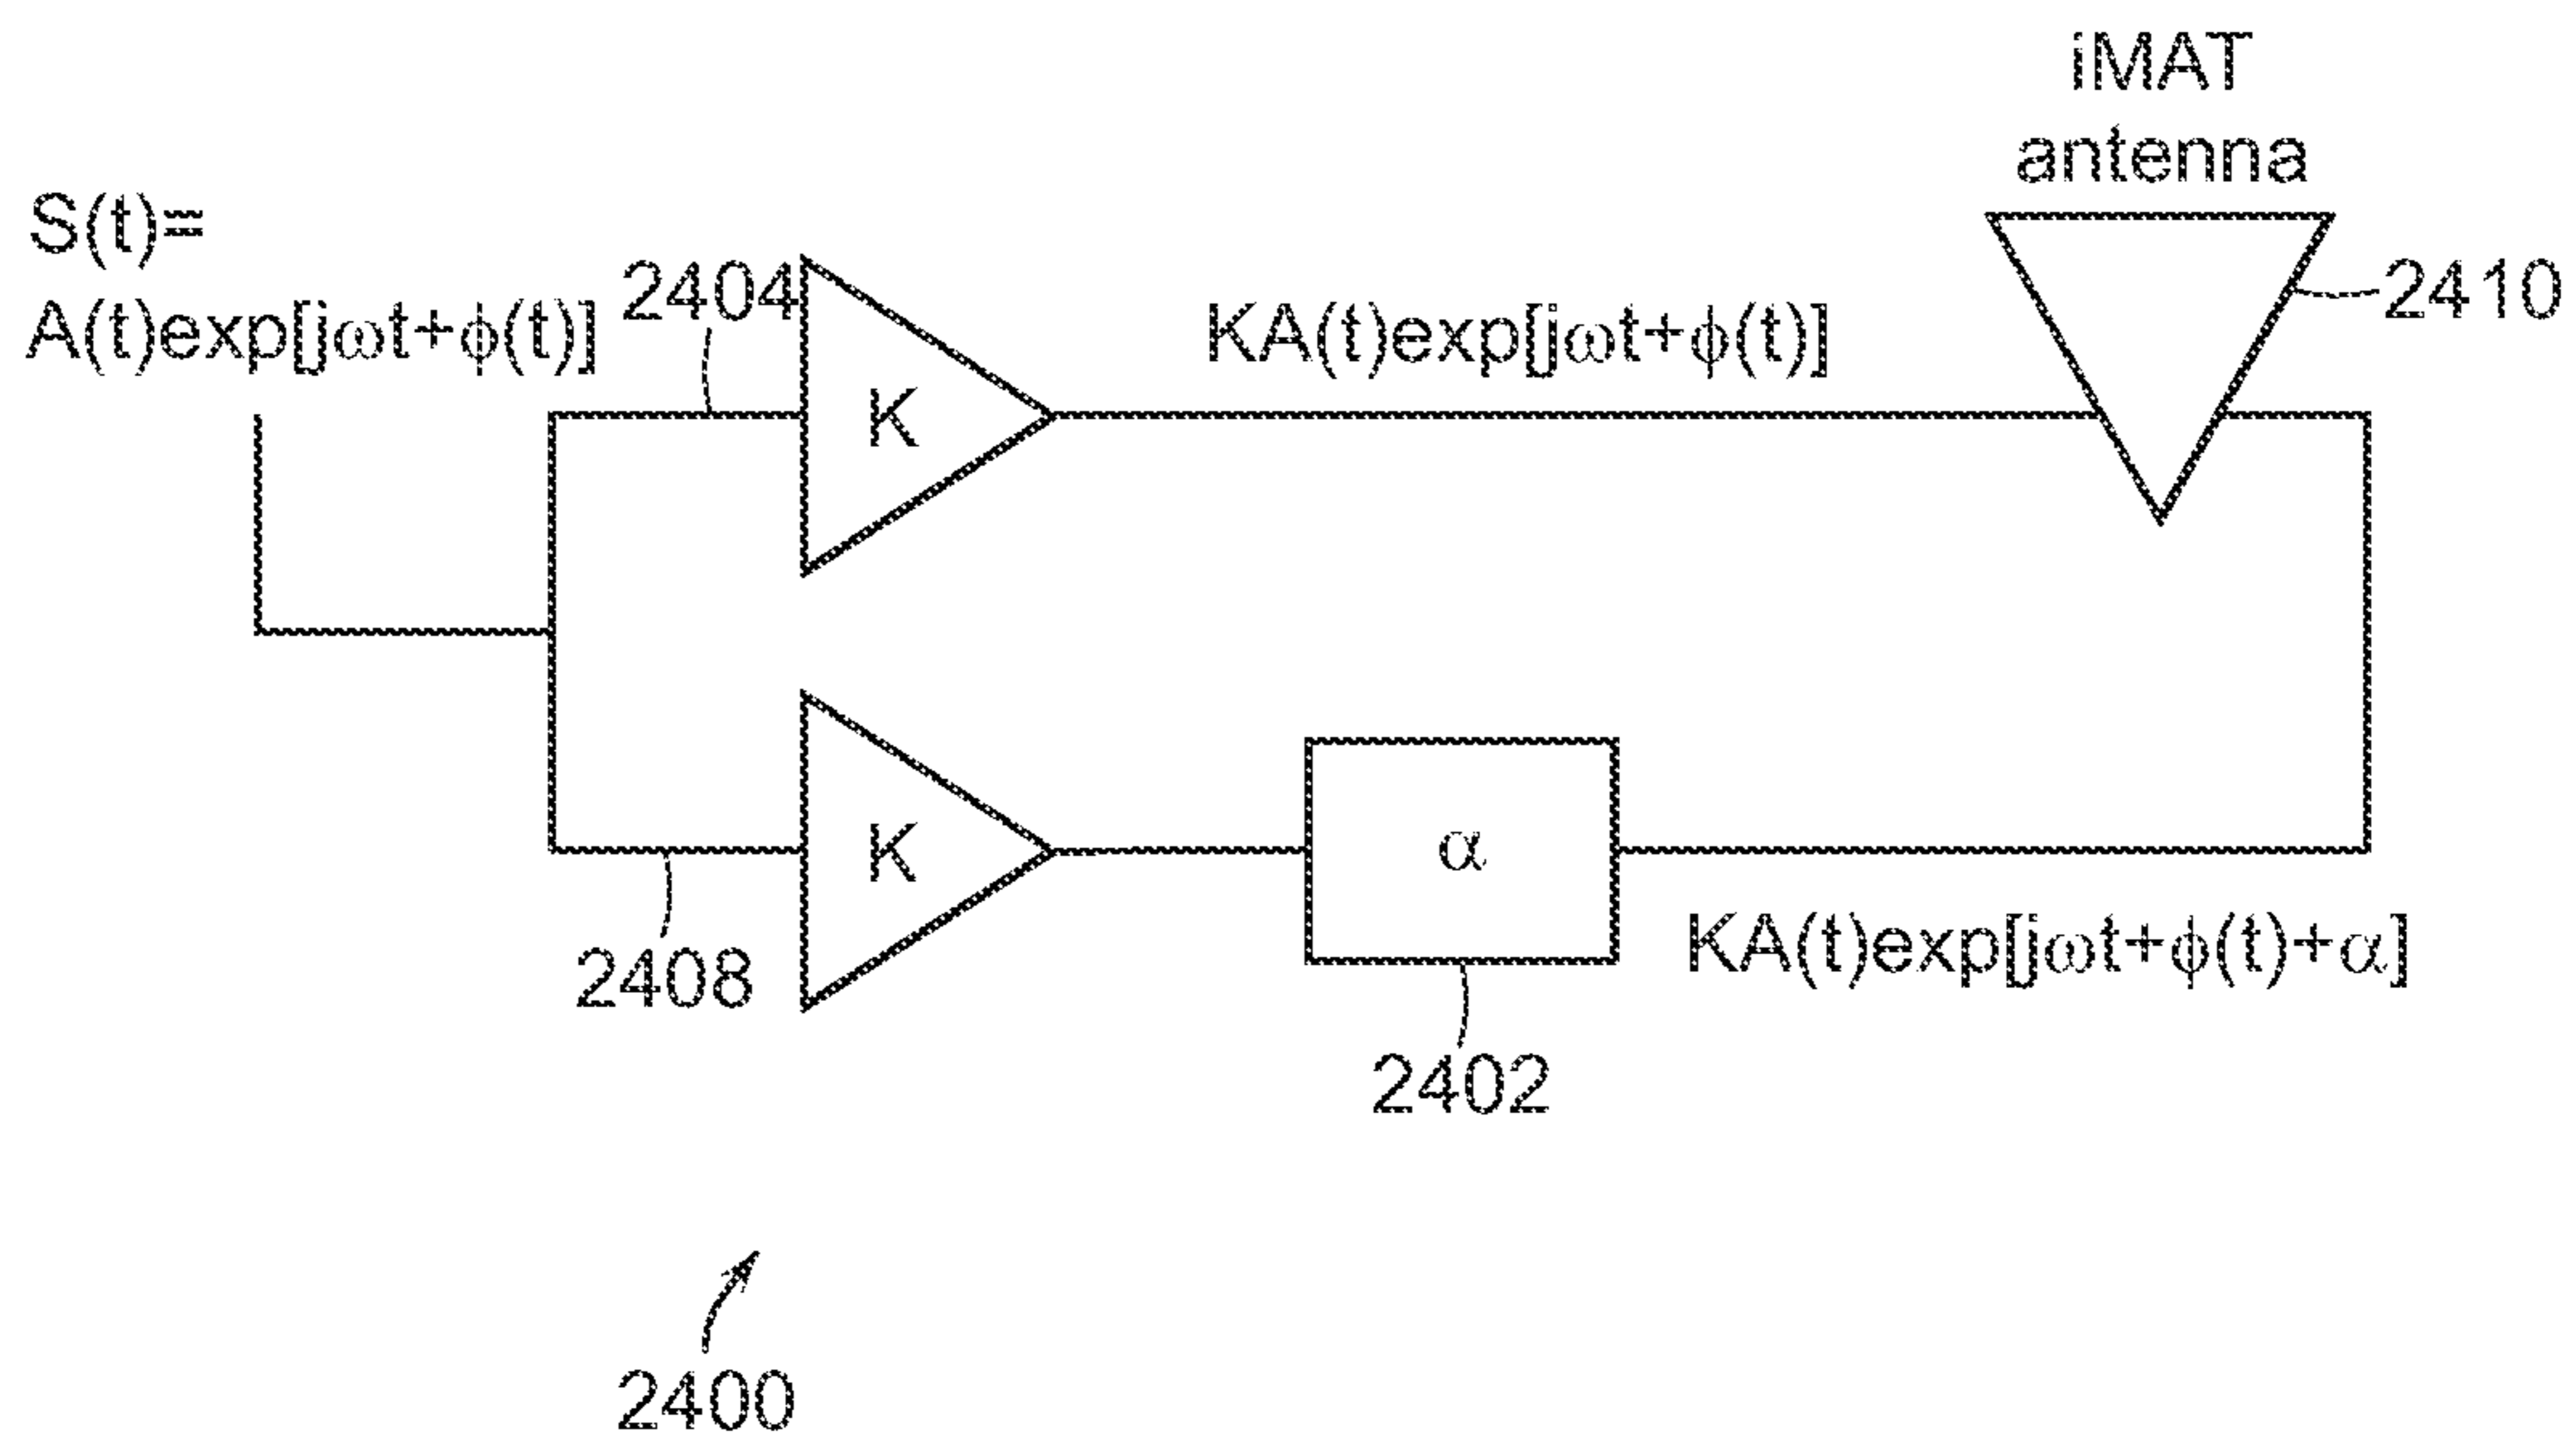 iMAT
antenna
S(t)=
A(t)exp[jωt+ϕ(t)]
2404
KA(t)exp[jωt+ϕ(t)]
2410
K
K
α
2408
KA(t)exp[jωt+ϕ(t)+α]
2402
2400